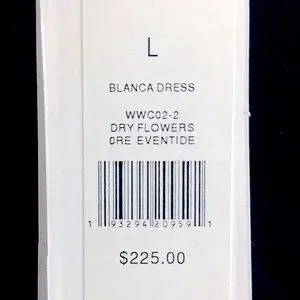 L
BLANCA DRESS
WWC02-2
DRY FLOWERS
0RE EVENTIDE
1 93294 20959 1
$225.00